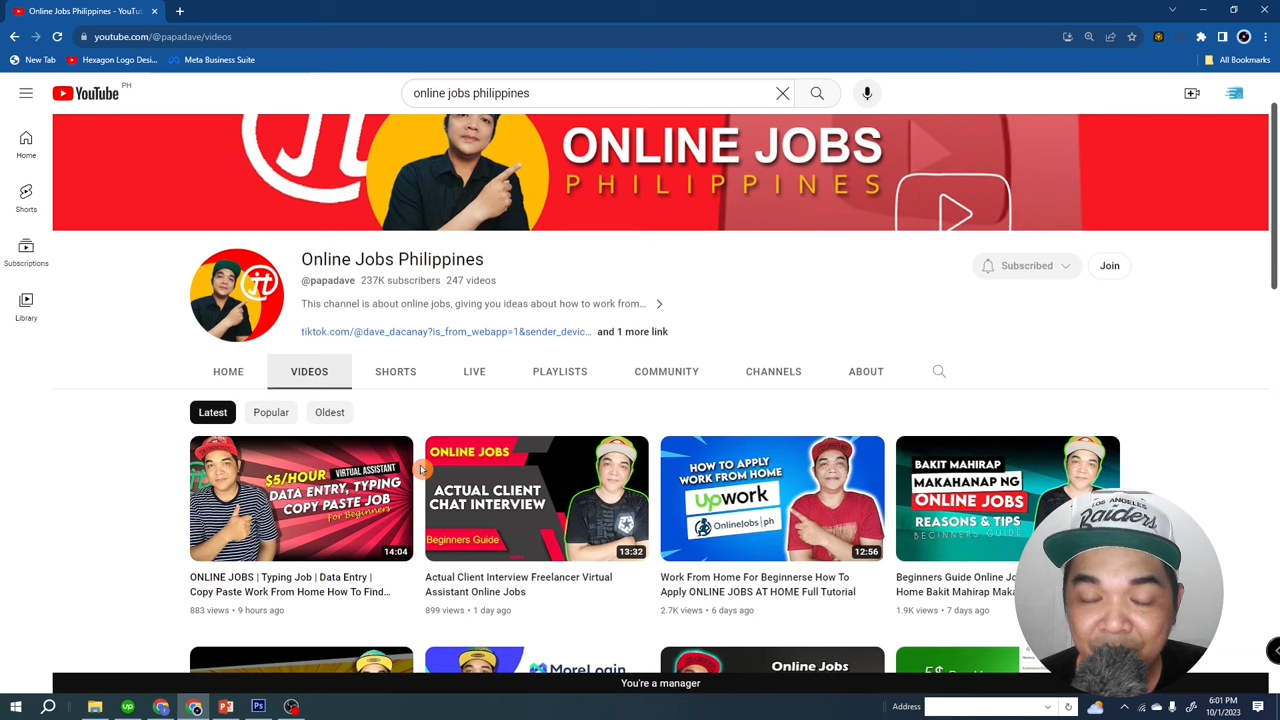 Online Jobs Philippines - YouTu
youtube.com/@papadave/videos
New Tab
Hexagon Logo Desi...
Meta Business Suite
All Bookmarks
YouTube PH
online jobs philippines
Home
Shorts
Subscriptions
Library
ONLINE JOBS
PHILIPPINES
jt
Online Jobs Philippines
@papadave 237K subscribers 247 videos
This channel is about online jobs, giving you ideas about how to work from...
tiktok.com/@dave_dacanay?is_from_webapp=1&sender_devic... and 1 more link
Subscribed
Join
HOME
VIDEOS
SHORTS
LIVE
PLAYLISTS
COMMUNITY
CHANNELS
ABOUT
Latest
Popular
Oldest
$5/HOUR VIRTUAL ASSISTANT
DATA ENTRY, TYPING
COPY PASTE JOB
For Beginners
14:04
ONLINE JOBS | Typing Job | Data Entry |
Copy Paste Work From Home How To Find...
883 views • 9 hours ago
ONLINE JOBS
ACTUAL CLIENT
CHAT INTERVIEW
Beginners Guide
13:32
Actual Client Interview Freelancer Virtual
Assistant Online Jobs
899 views • 1 day ago
HOW TO APPLY
WORK FROM HOME
upwork
OnlineJobs ph
12:56
Work From Home For Beginnerse How To
Apply ONLINE JOBS AT HOME Full Tutorial
2.7K views • 6 days ago
BAKIT MAHIRAP
MAKAHANAP NG
ONLINE JOBS
REASONS & TIPS
BEGINNERS GUIDE
Beginners Guide Online Jo
Home Bakit Mahirap Maka
1.9K views • 7 days ago
LOS ANGELES
Raiders
MoreLogin
Online Jobs
You're a manager
Address
6:01 PM
10/1/2023